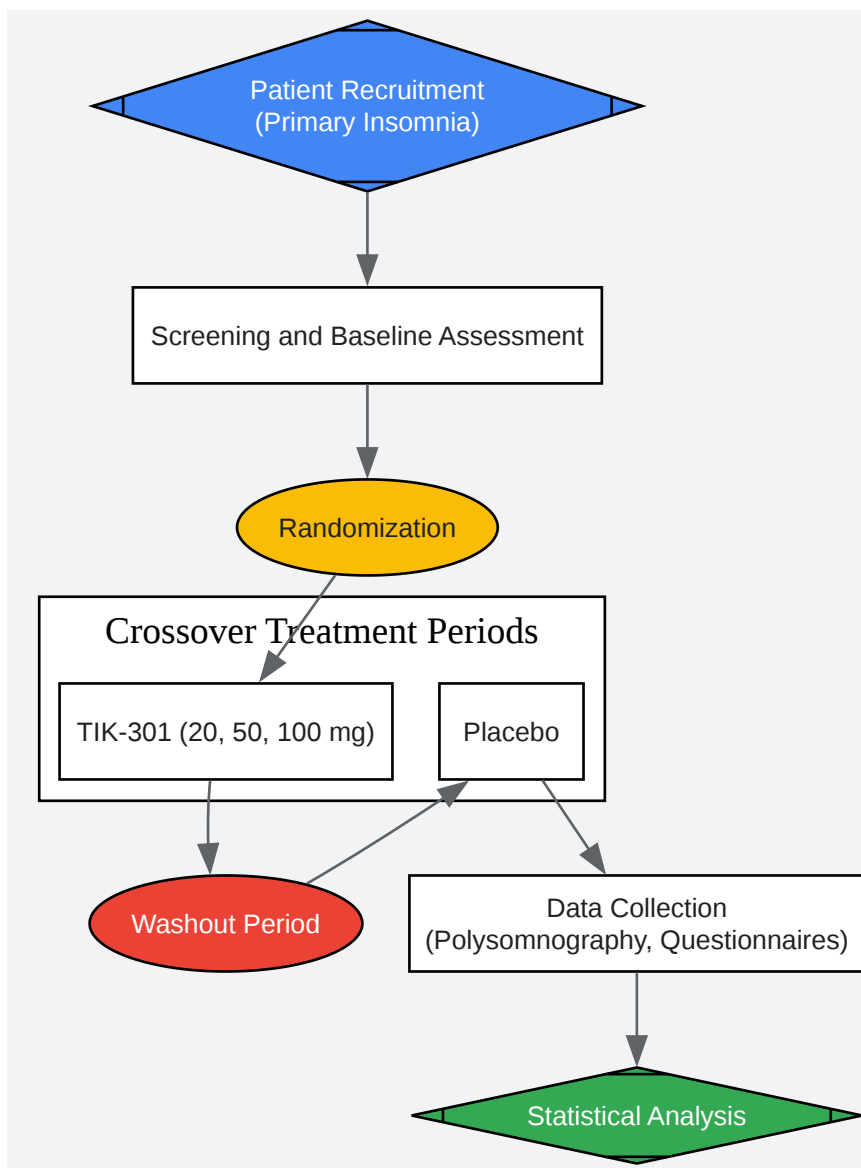 Patient Recruitment
(Primary Insomnia)
Screening and Baseline Assessment
Randomization
Crossover Treatment Periods
TIK-301 (20, 50, 100 mg)
Placebo
Washout Period
Data Collection
(Polysomnography, Questionnaires)
Statistical Analysis